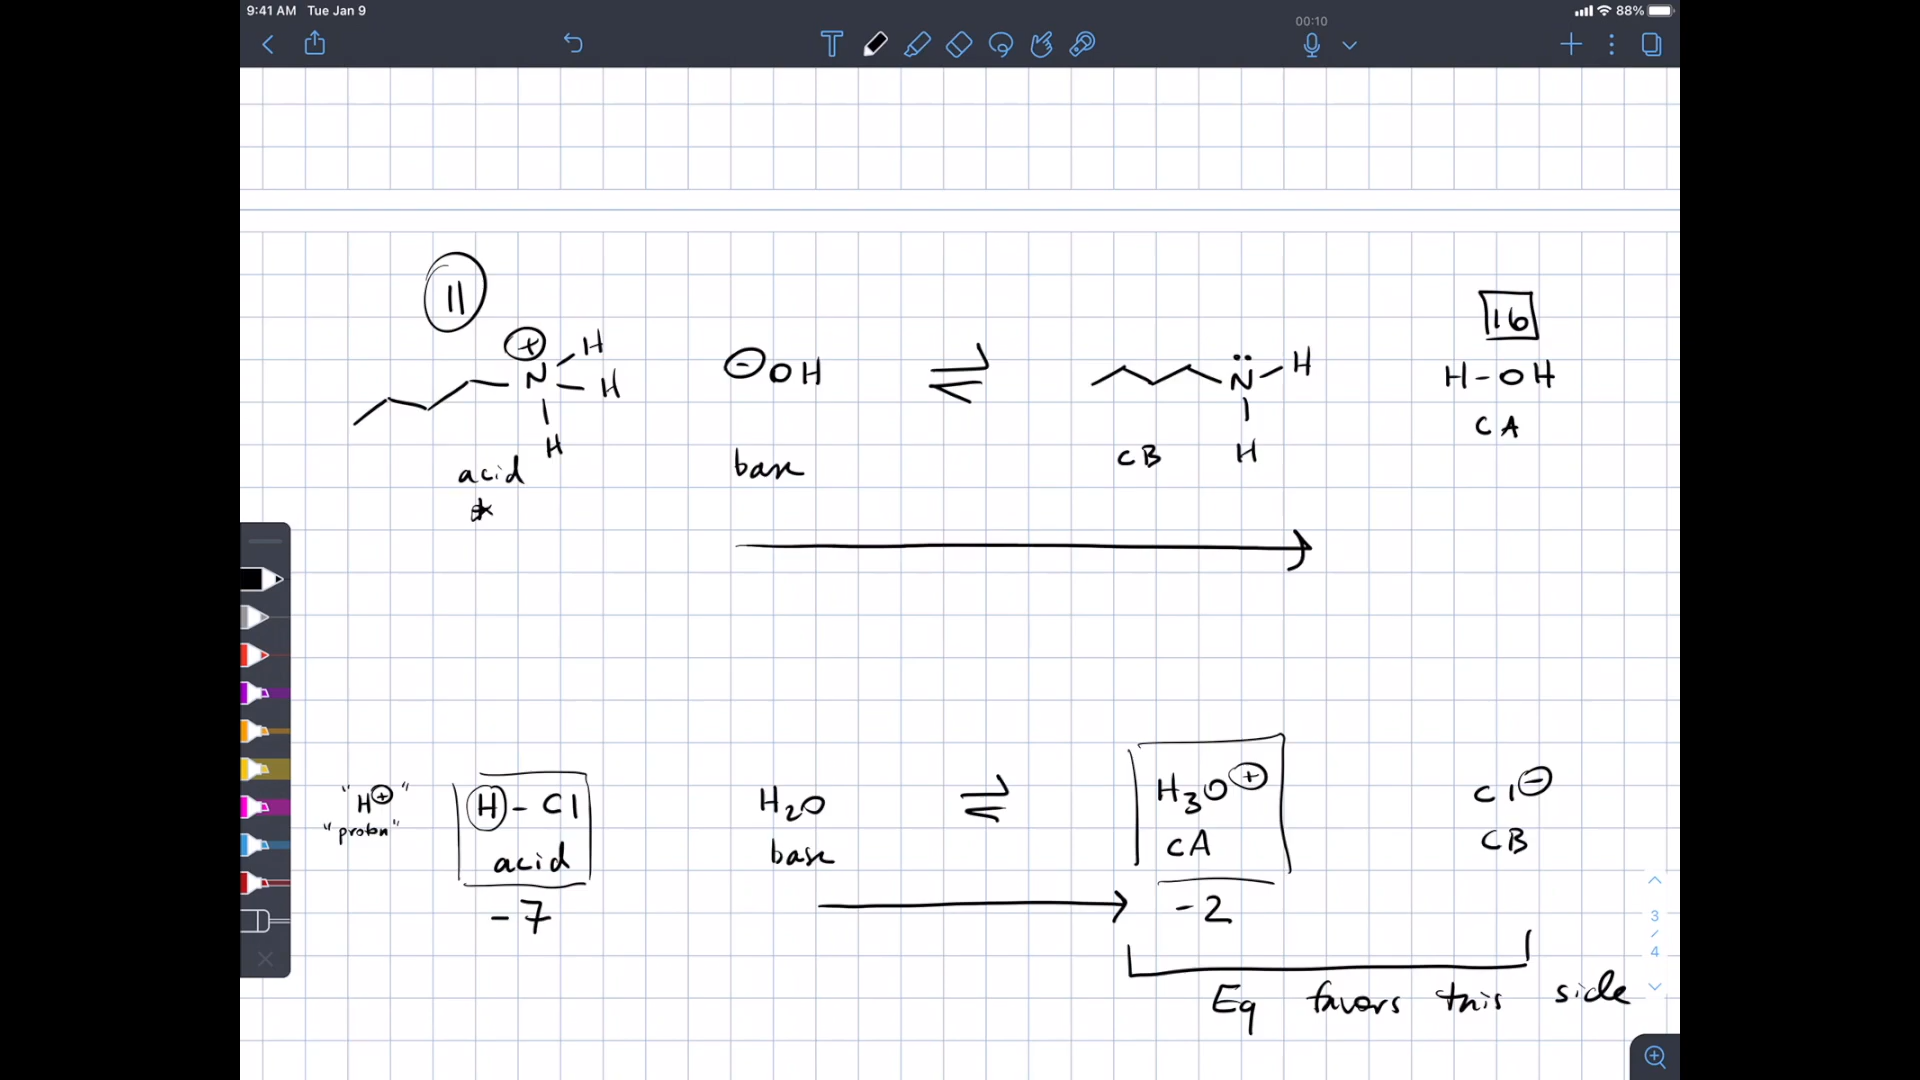 9:41 AM Tue Jan 9
88%
00:10
T
11
⊕ H
N H
H
acid
*
⊖OH
base
⇌
N H
H
CB
16
H-OH
CA
"H⊕"
"proton"
H-Cl
acid
-7
H2O
base
⇌
H3O⊕
CA
-2
Cl⊖
CB
Eq favors this side
3
/
4